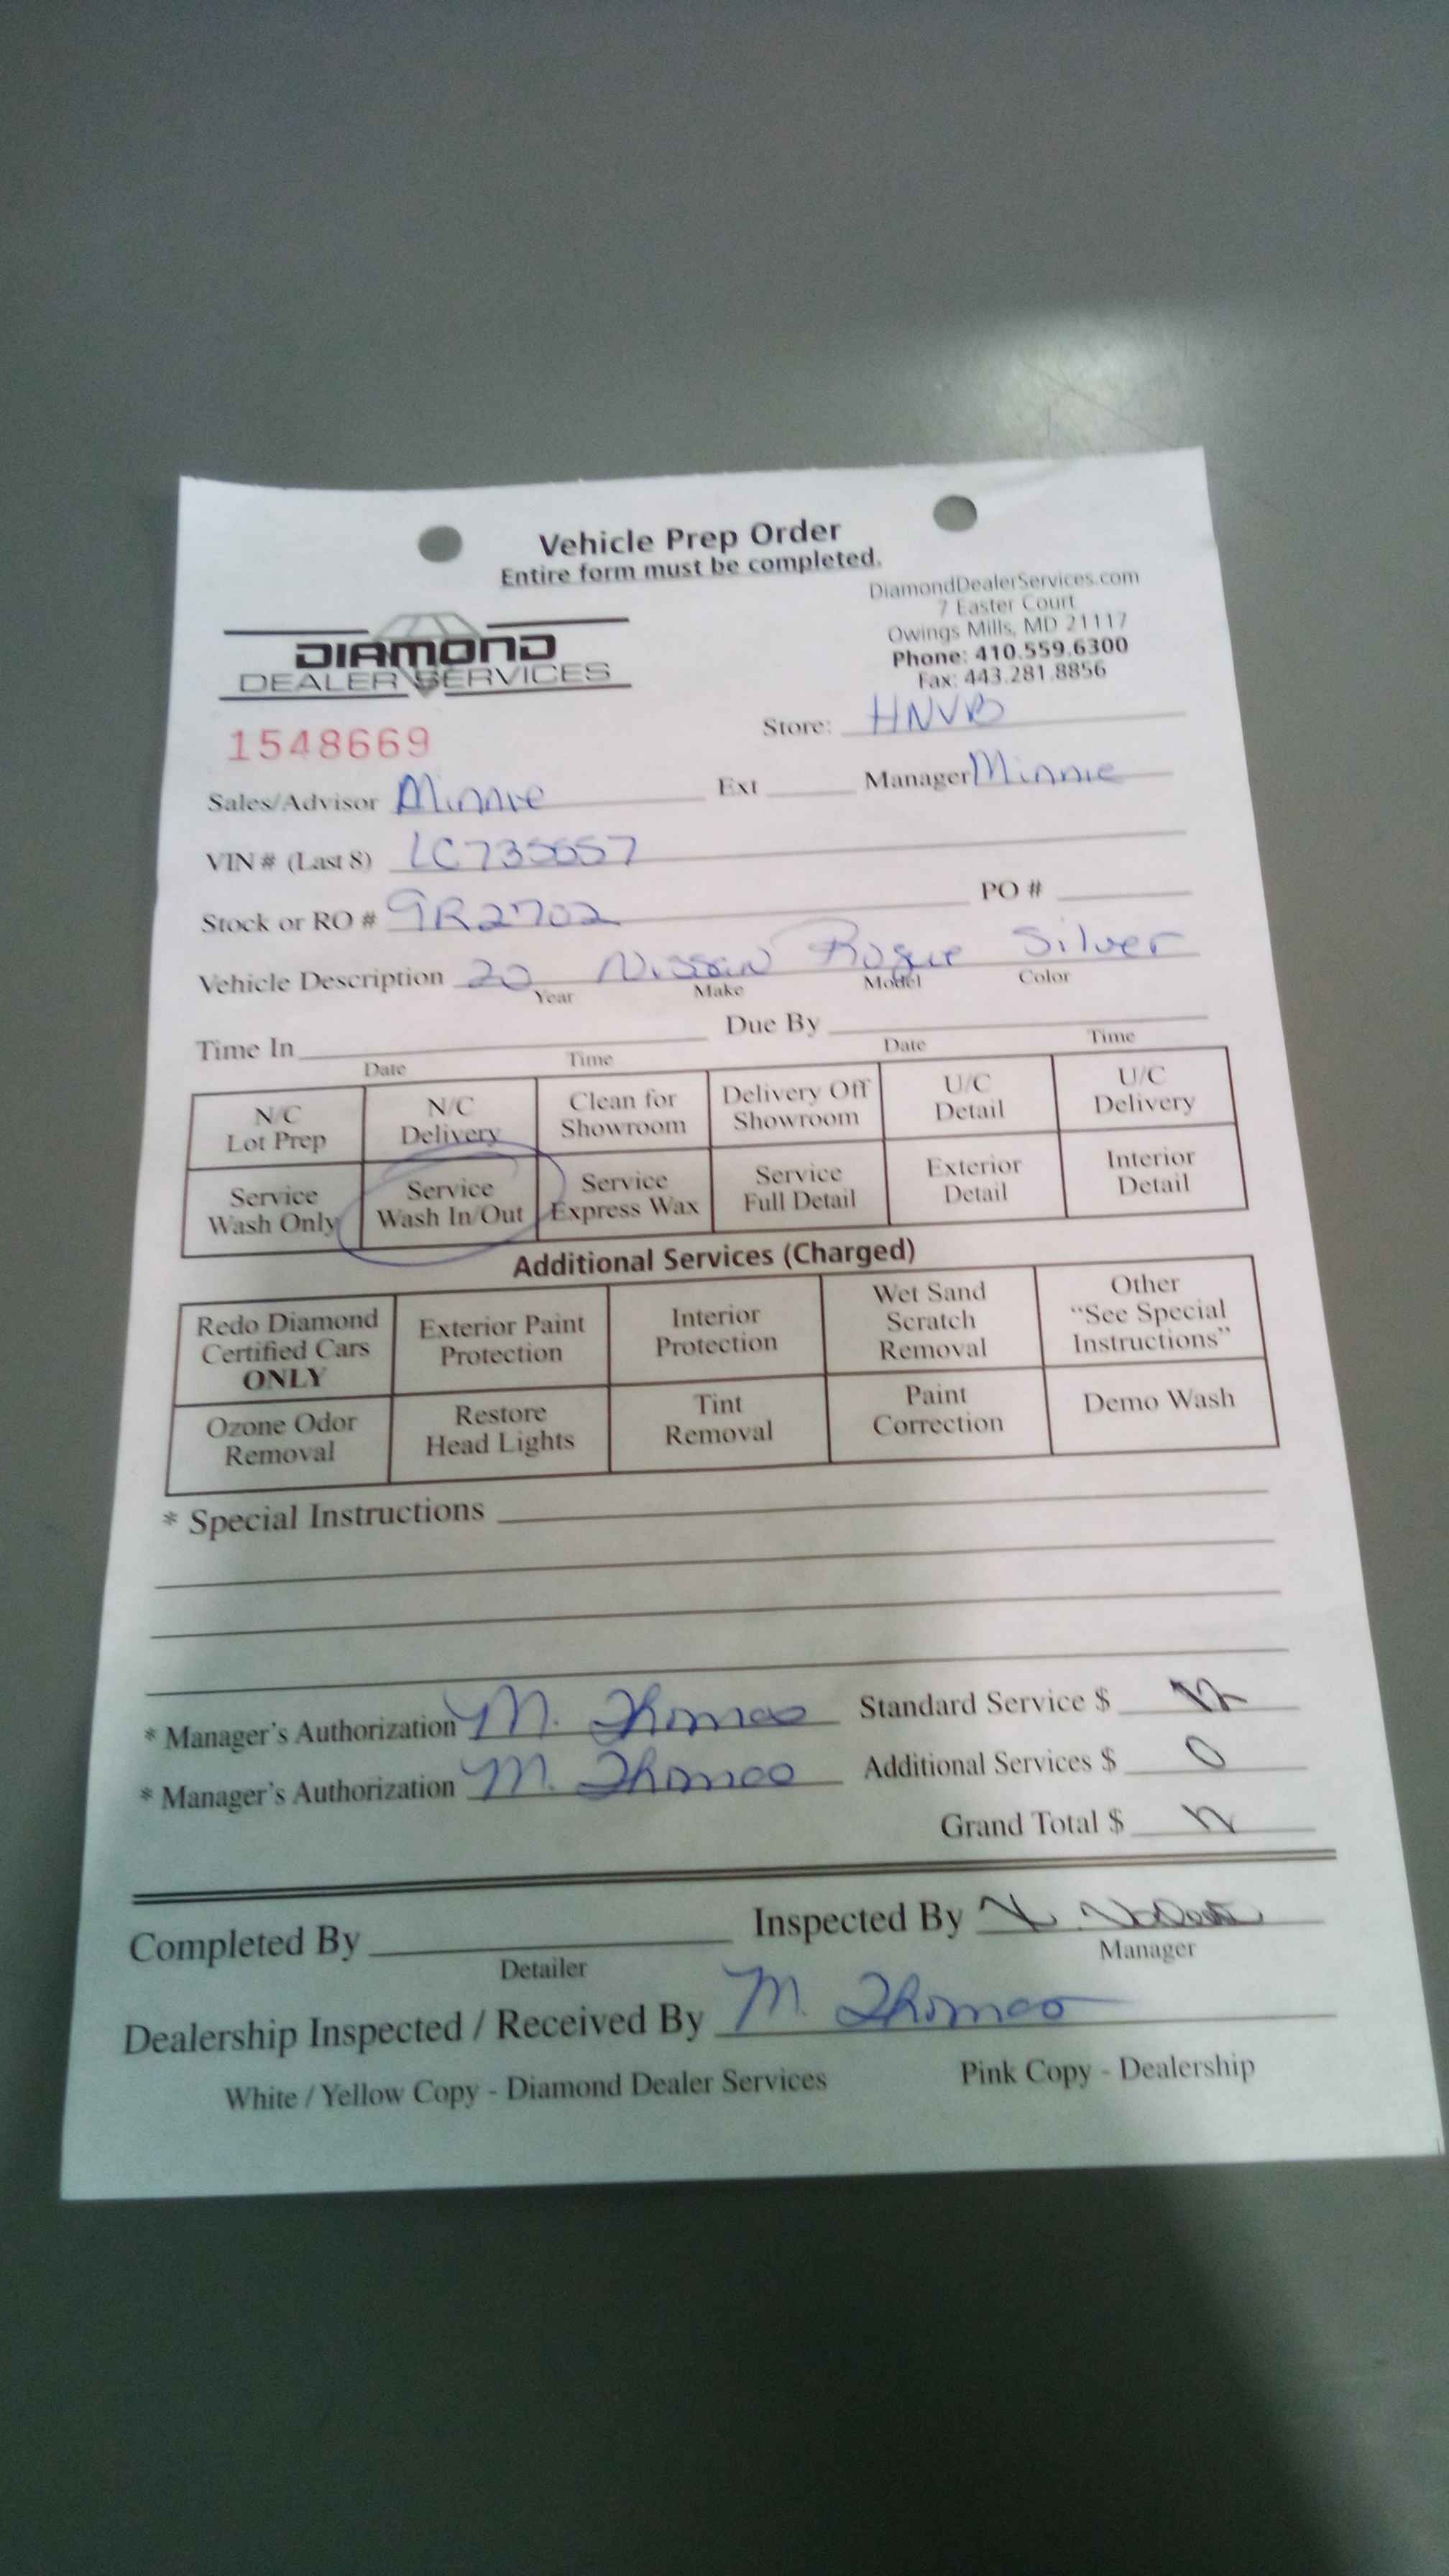 Vehicle Prep Order
Entire form must be completed.
DIAMOND
DEALER SERVICES
DiamondDealerServices.com
7 Easter Court
Owings Mills, MD 21117
Phone: 410.559.6300
Fax: 443.281.8856
1548669
Store: HNVB
Sales/Advisor Minnie Ext Manager Minnie
VIN # (Last 8) LC735657
Stock or RO # 9R2702 PO #
Vehicle Description 20 Nissan Rogue Silver
Year Make Model Color
Time In Due By
Date Time Date Time
N/C Lot Prep N/C Delivery Clean for Showroom Delivery Off Showroom U/C Detail U/C Delivery
Service Wash Only Service Wash In/Out Service Express Wax Service Full Detail Exterior Detail Interior Detail
Additional Services (Charged)
Redo Diamond Certified Cars ONLY Exterior Paint Protection Interior Protection Wet Sand Scratch Removal Other "See Special Instructions"
Ozone Odor Removal Restore Head Lights Tint Removal Paint Correction Demo Wash
* Special Instructions
* Manager's Authorization M. Thomas Standard Service $ 12
* Manager's Authorization M. Thomas Additional Services $ 0
Grand Total $ 12
Completed By Inspected By
Detailer Manager
Dealership Inspected / Received By M. Thomas
White / Yellow Copy - Diamond Dealer Services Pink Copy - Dealership